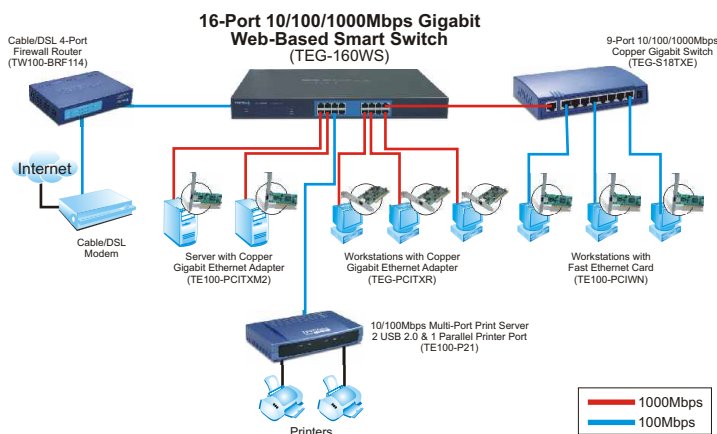 16-Port 10/100/1000Mbps Gigabit
Web-Based Smart Switch
(TEG-160WS)
Cable/DSL 4-Port
Firewall Router
(TW100-BRF114)
9-Port 10/100/1000Mbps
Copper Gigabit Switch
(TEG-S18TXE)
Internet
Cable/DSL
Modem
Server with Copper
Gigabit Ethernet Adapter
(TE100-PCITXM2)
Workstations with Copper
Gigabit Ethernet Adapter
(TEG-PCITXR)
Workstations with
Fast Ethernet Card
(TE100-PCIWN)
10/100Mbps Multi-Port Print Server
2 USB 2.0 & 1 Parallel Printer Port
(TE100-P21)
Printers
1000Mbps
100Mbps